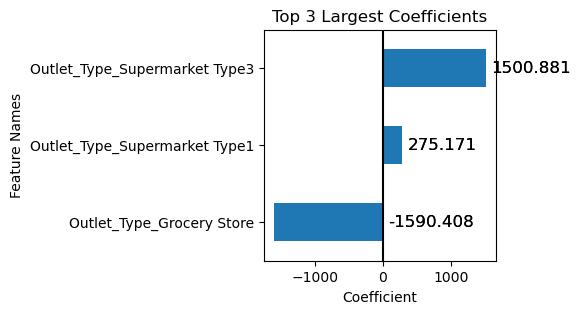 Top 3 Largest Coefficients
Outlet_Type_Supermarket Type3
1500.881
Outlet_Type_Supermarket Type1
275.171
Outlet_Type_Grocery Store
-1590.408
Feature Names
−1000
0
1000
Coefficient